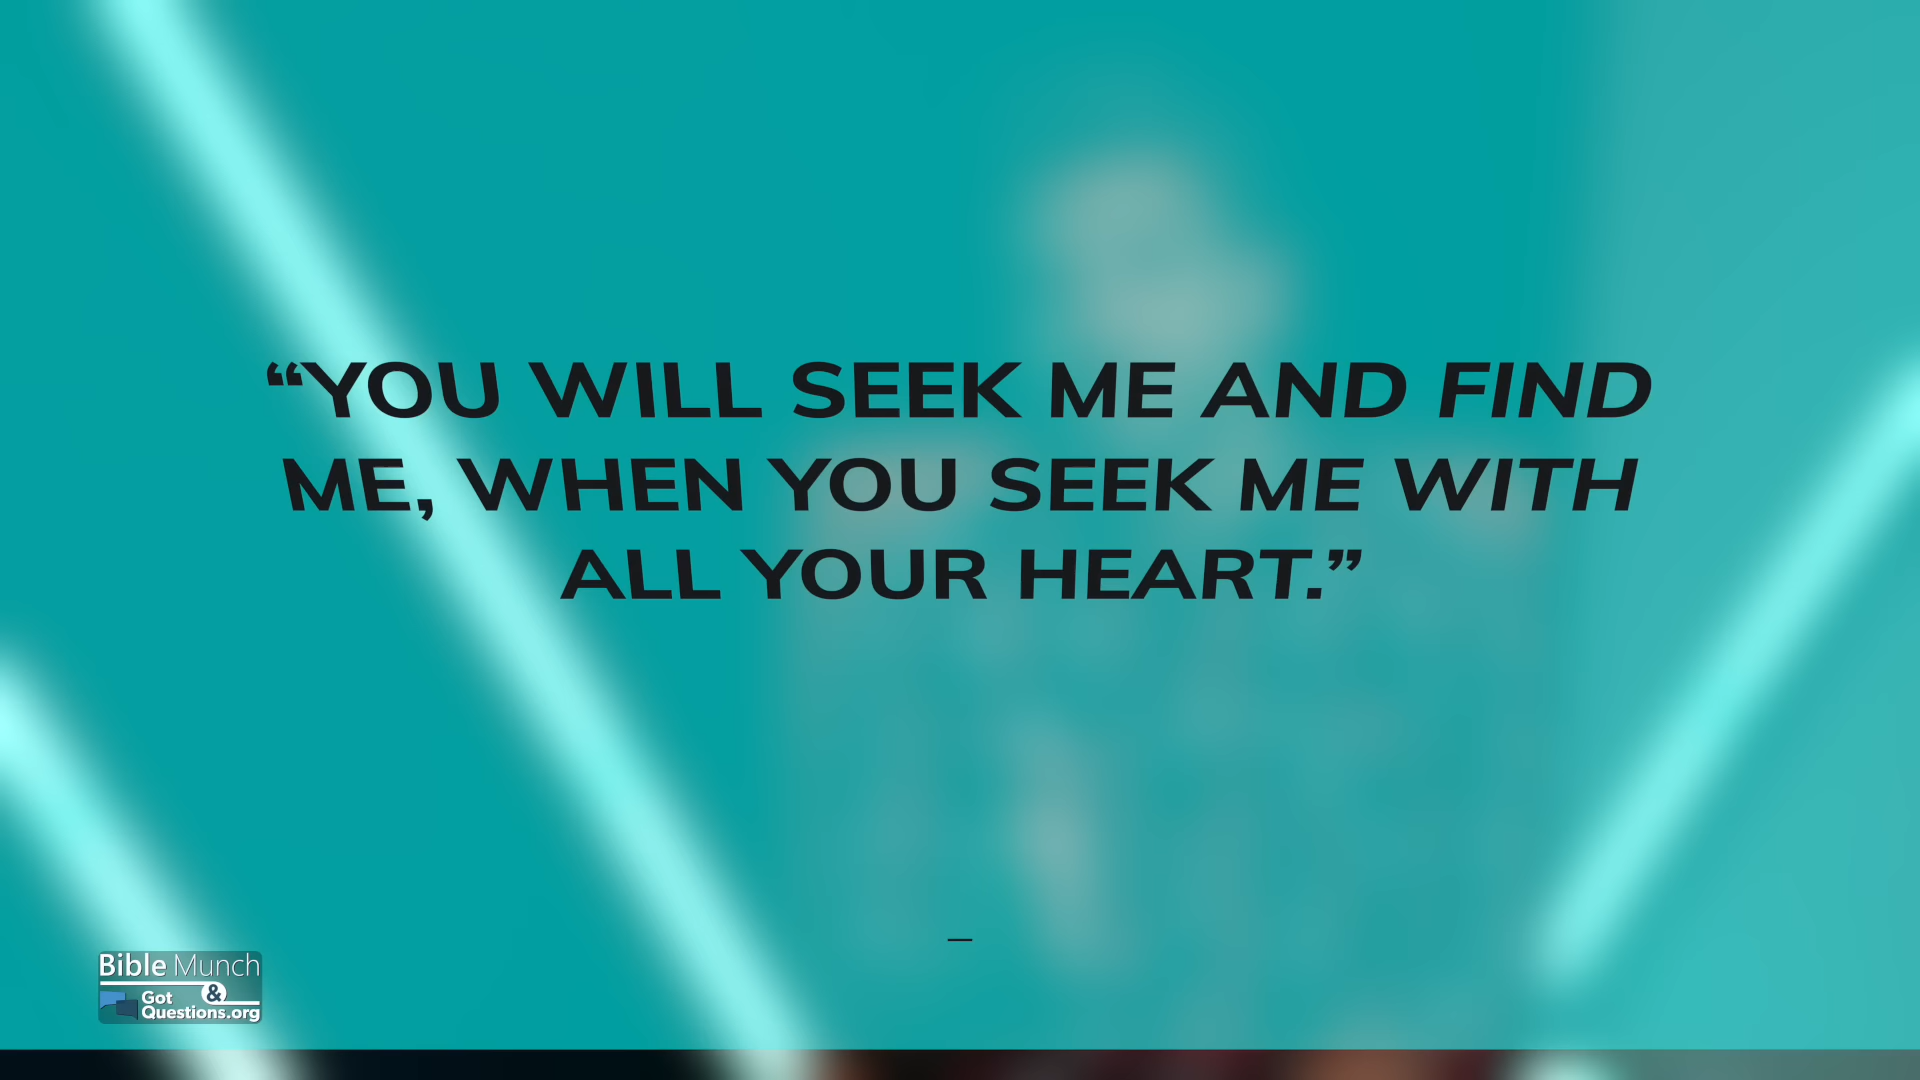 “YOU WILL SEEK ME AND FIND
ME, WHEN YOU SEEK ME WITH
ALL YOUR HEART.”
–
Bible Munch
&
Got
Questions.org